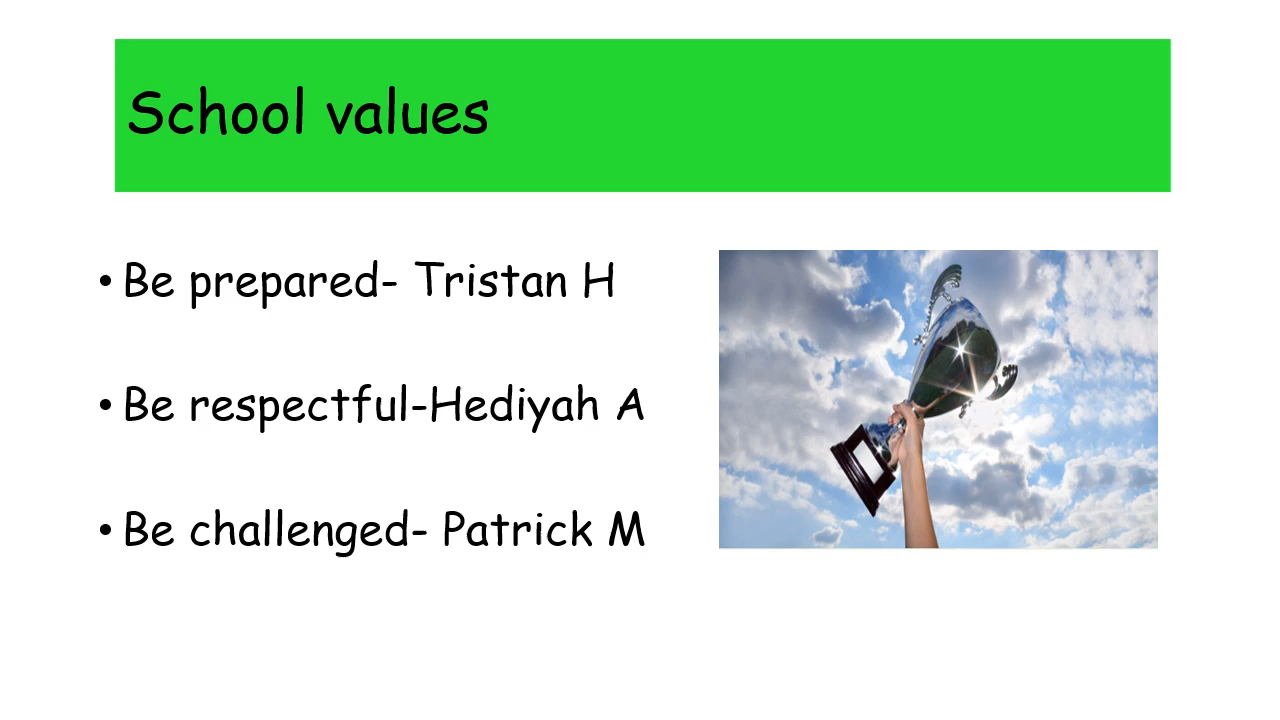 School values
• Be prepared- Tristan H
• Be respectful-Hediyah A
• Be challenged- Patrick M